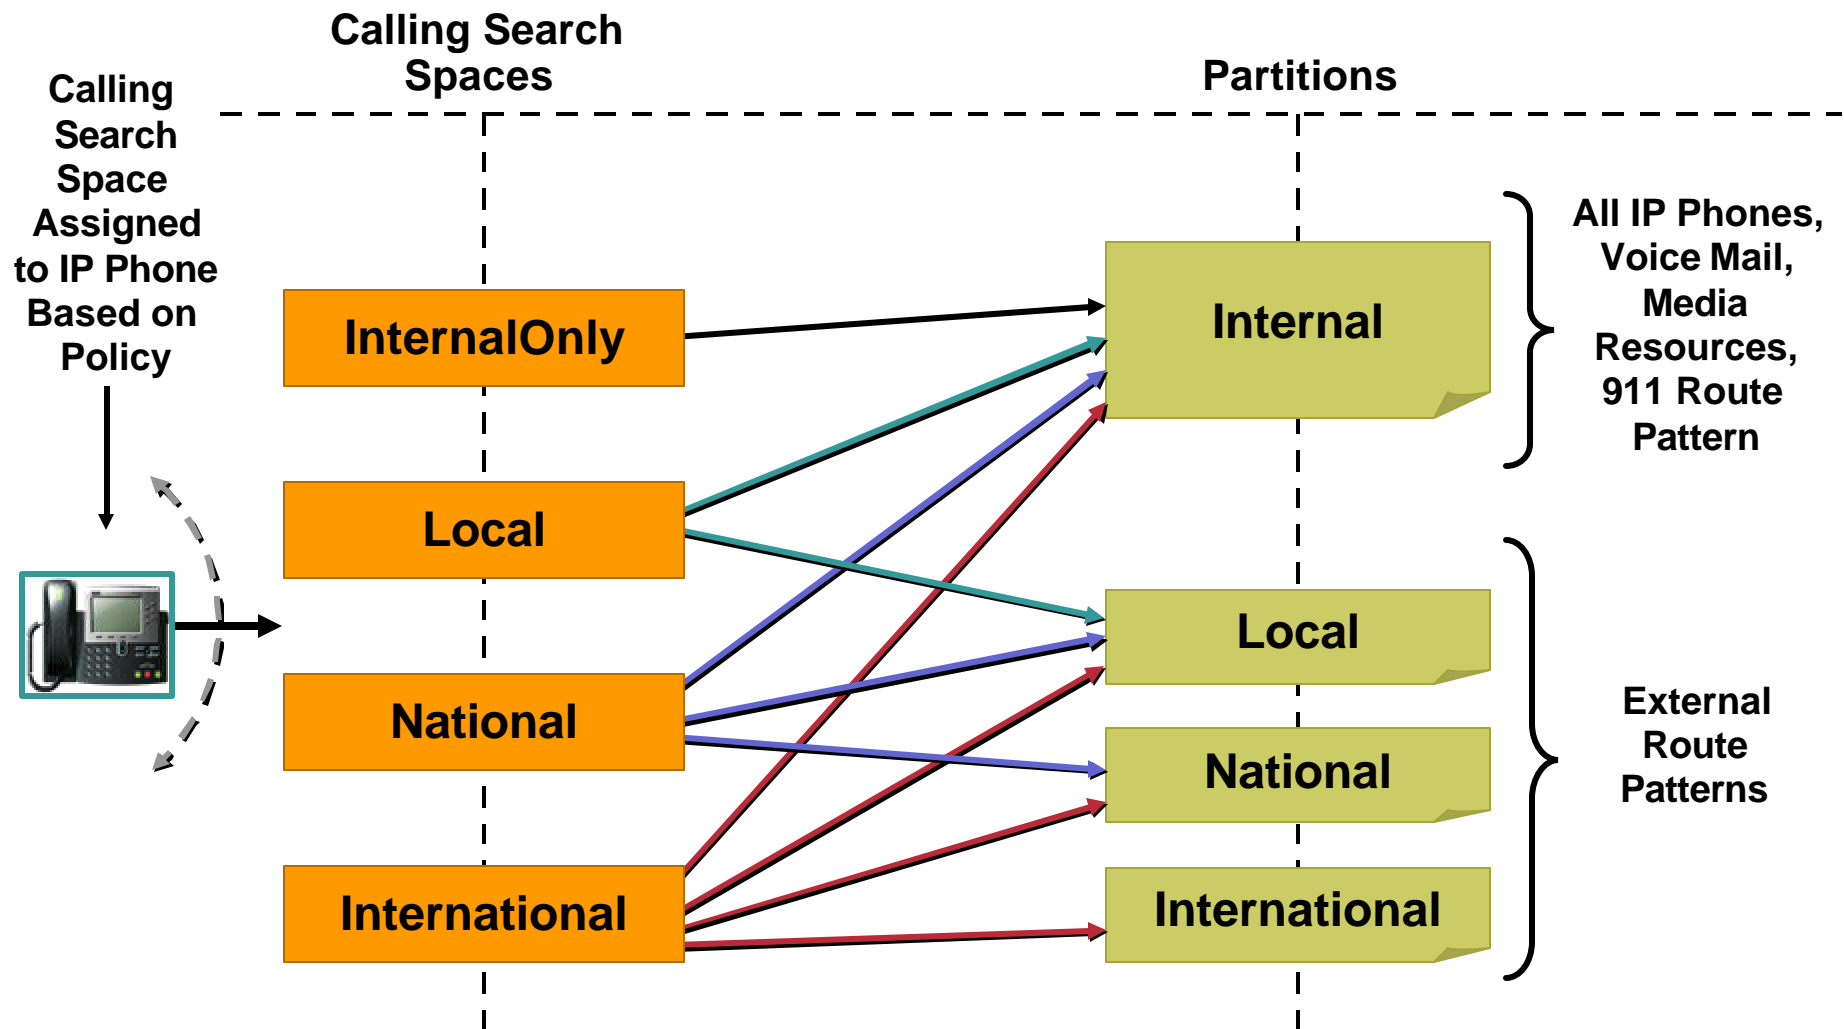 Calling Search
Spaces
Partitions
Calling
Search
Space
Assigned
to IP Phone
Based on
Policy
InternalOnly
Local
National
International
Internal
Local
National
International
All IP Phones,
Voice Mail,
Media
Resources,
911 Route
Pattern
External
Route
Patterns